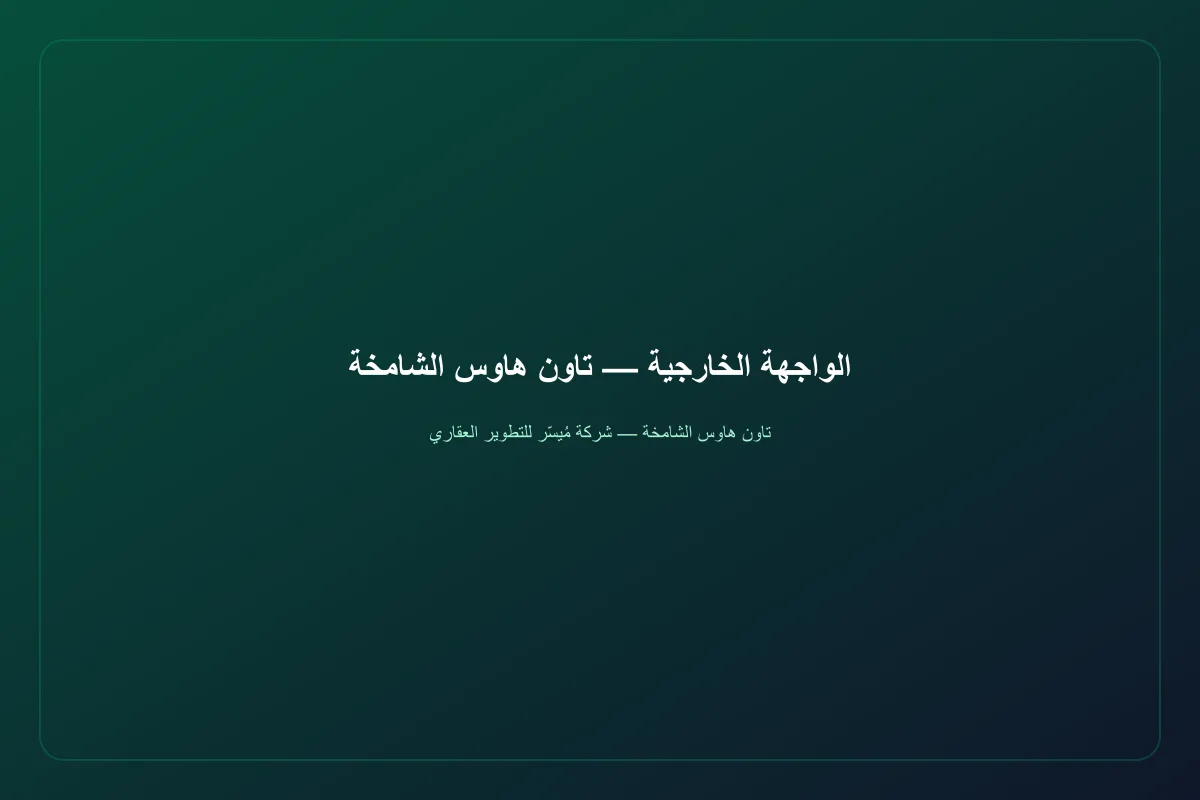 الواجهة الخارجية — تاون هاوس الشامخة
تاون هاوس الشامخة — شركة مُيسّر للتطوير العقاري